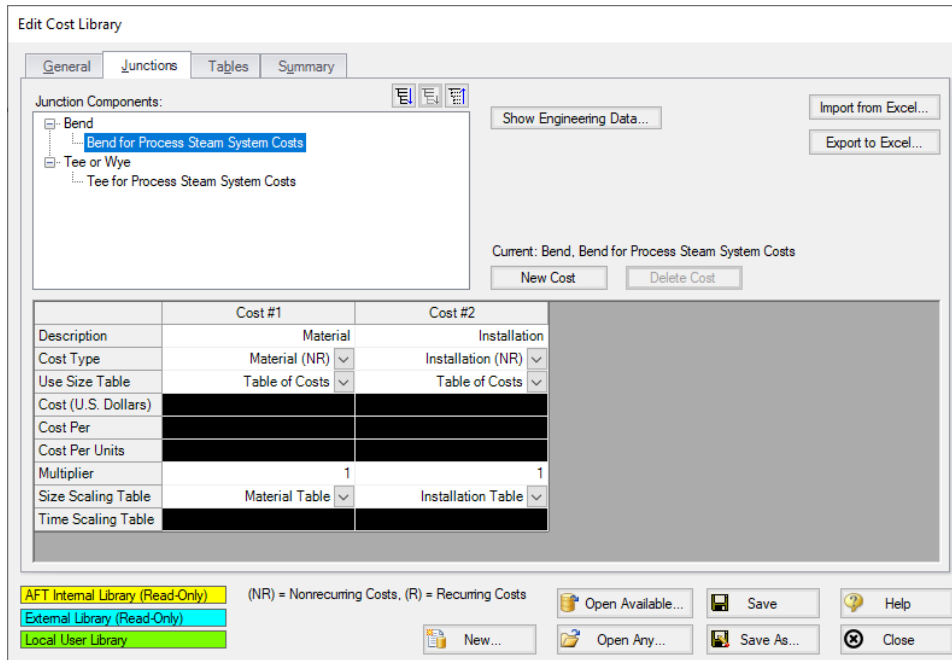 Edit Cost Library
General Junctions Tables Summary
Junction Components:
Bend
Bend for Process Steam System Costs
Tee or Wye
Tee for Process Steam System Costs
Show Engineering Data...
Import from Excel...
Export to Excel...
Current: Bend, Bend for Process Steam System Costs
New Cost Delete Cost
Cost #1 Cost #2
Description Material Installation
Cost Type Material (NR) Installation (NR)
Use Size Table Table of Costs Table of Costs
Cost (U.S. Dollars)
Cost Per
Cost Per Units
Multiplier 1 1
Size Scaling Table Material Table Installation Table
Time Scaling Table
AFT Internal Library (Read-Only) (NR) = Nonrecurring Costs, (R) = Recurring Costs
External Library (Read-Only)
Local User Library
Open Available... Save Help
New... Open Any... Save As... Close